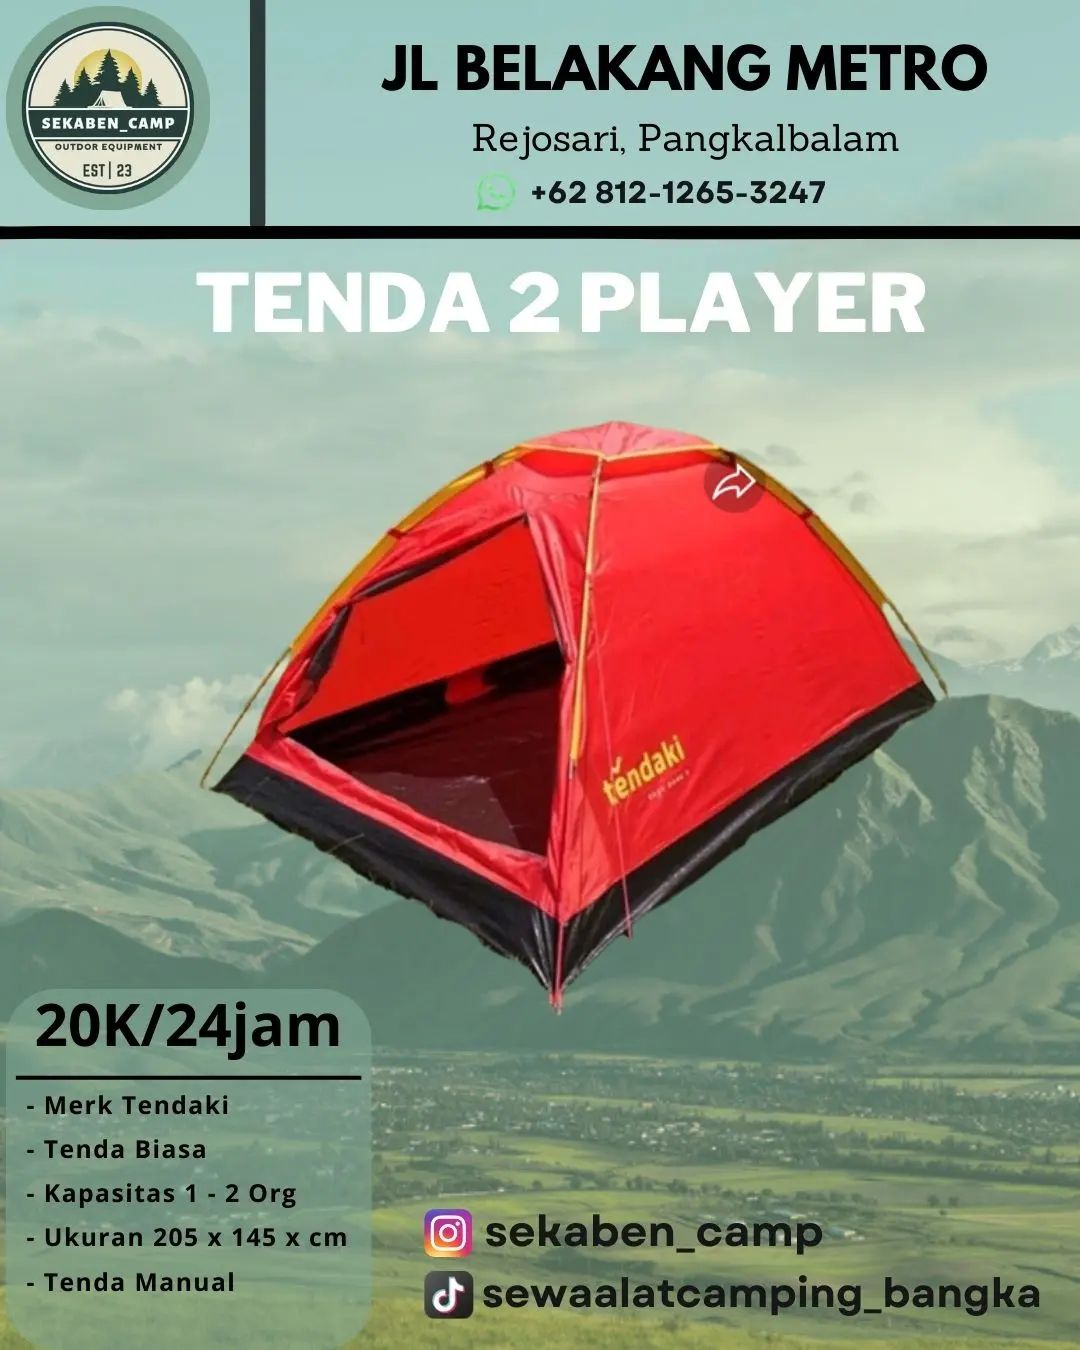 SEKABEN_CAMP
OUTDOR EQUIPMENT
EST| 23
JL BELAKANG METRO
Rejosari, Pangkalbalam
+62 812-1265-3247
TENDA 2 PLAYER
tendaki
20K/24jam
- Merk Tendaki
- Tenda Biasa
- Kapasitas 1 - 2 Org
- Ukuran 205 x 145 x cm
- Tenda Manual
sekaben_camp
sewaalatcamping_bangka